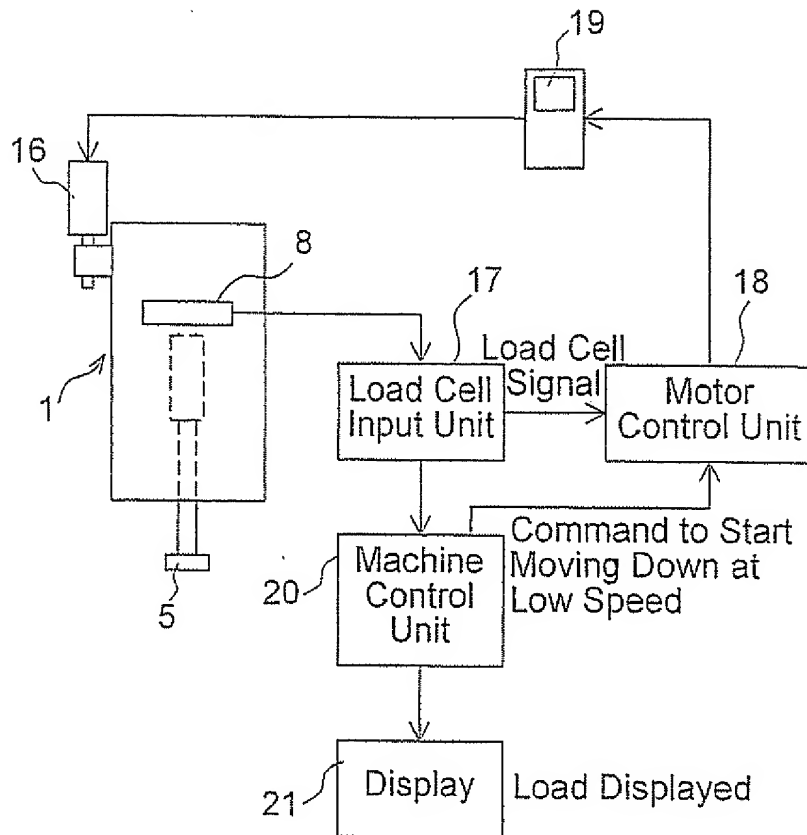 19
16
8
17
18
Load Cell
Signal
1
Load Cell
Input Unit
Motor
Control Unit
Command to Start
Moving Down at
Low Speed
20
Machine
Control
Unit
5
21
Display
Load Displayed